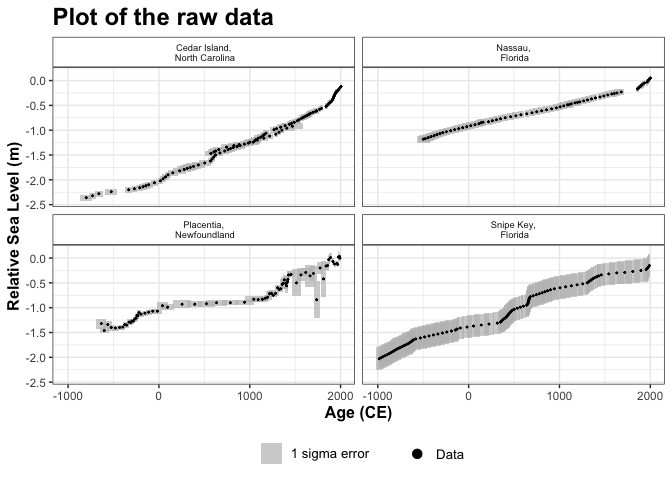 Plot of the raw data
Cedar Island,
North Carolina
Nassau,
Florida
0.0
-0.5
-1.0
-1.5
-2.0
-2.5
Placentia,
Newfoundland
Snipe Key,
Florida
0.0
-0.5
-1.0
-1.5
-2.0
-2.5
-1000 0 1000 2000 -1000 0 1000 2000
Relative Sea Level (m)
Age (CE)
1 sigma error Data